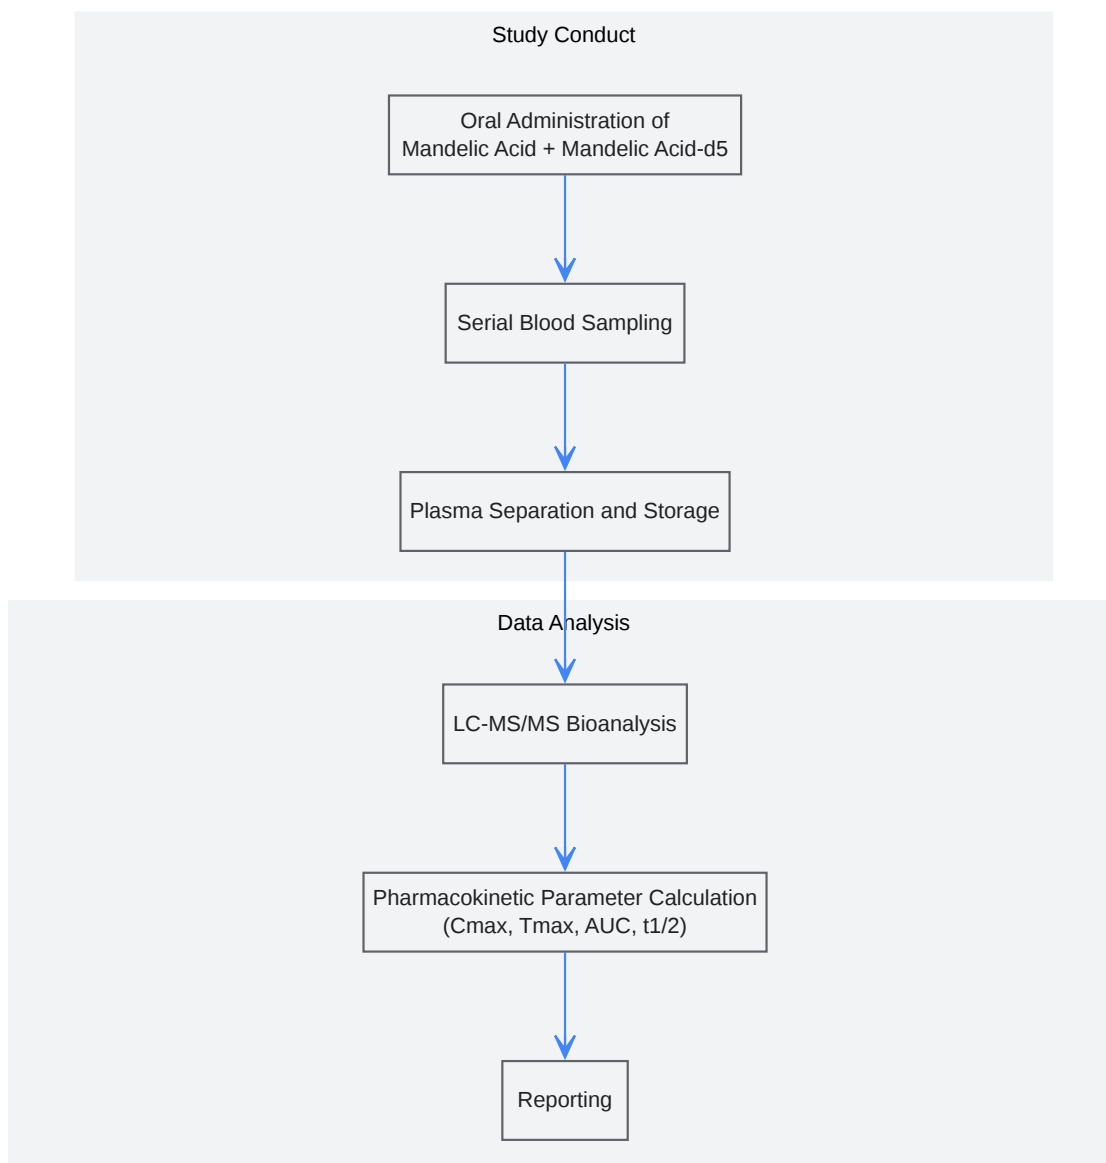 Study Conduct
Oral Administration of
Mandelic Acid + Mandelic Acid-d5
Serial Blood Sampling
Plasma Separation and Storage
Data Analysis
LC-MS/MS Bioanalysis
Pharmacokinetic Parameter Calculation
(Cmax, Tmax, AUC, t1/2)
Reporting